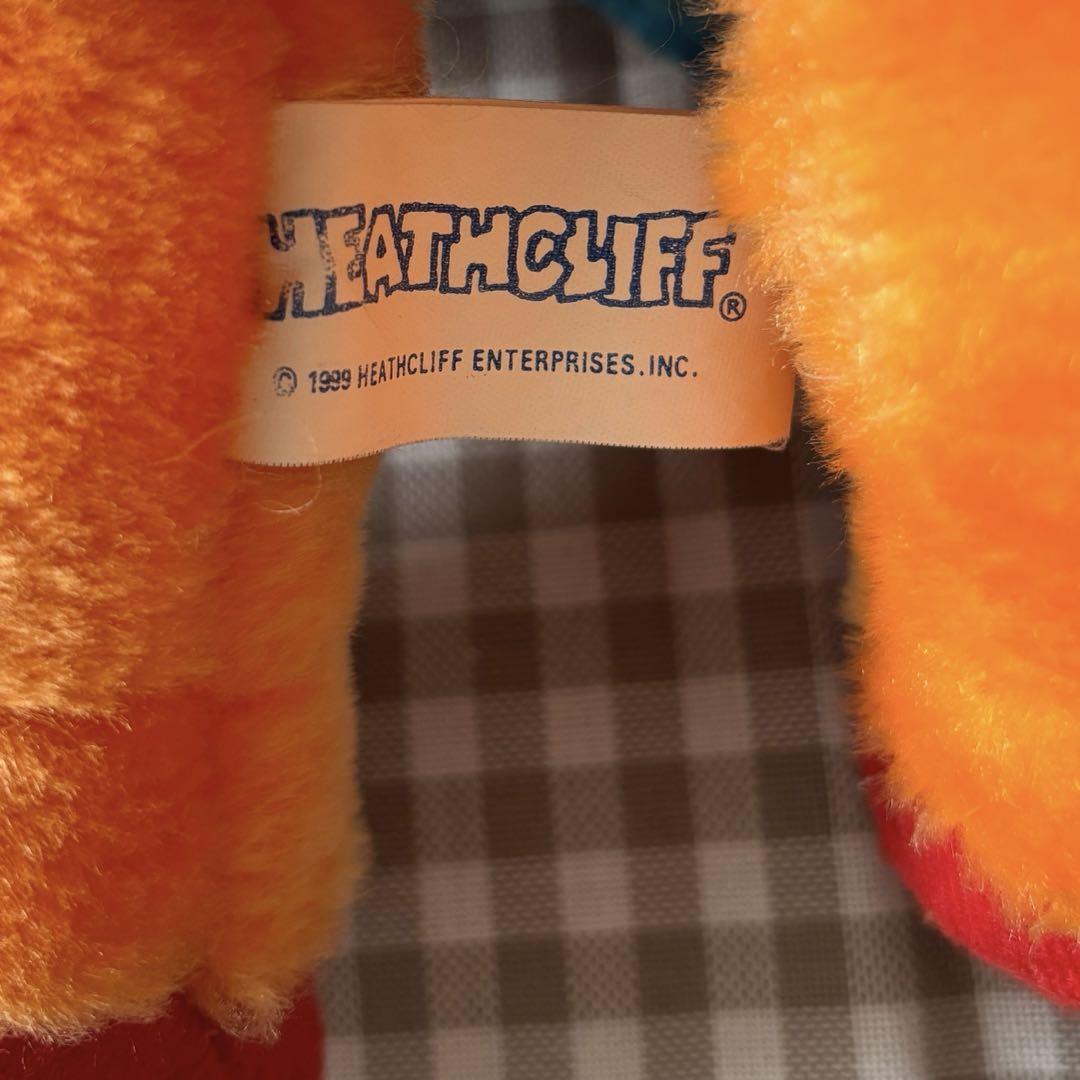 HEATHCLIFF®
© 1999 HEATHCLIFF ENTERPRISES.INC.